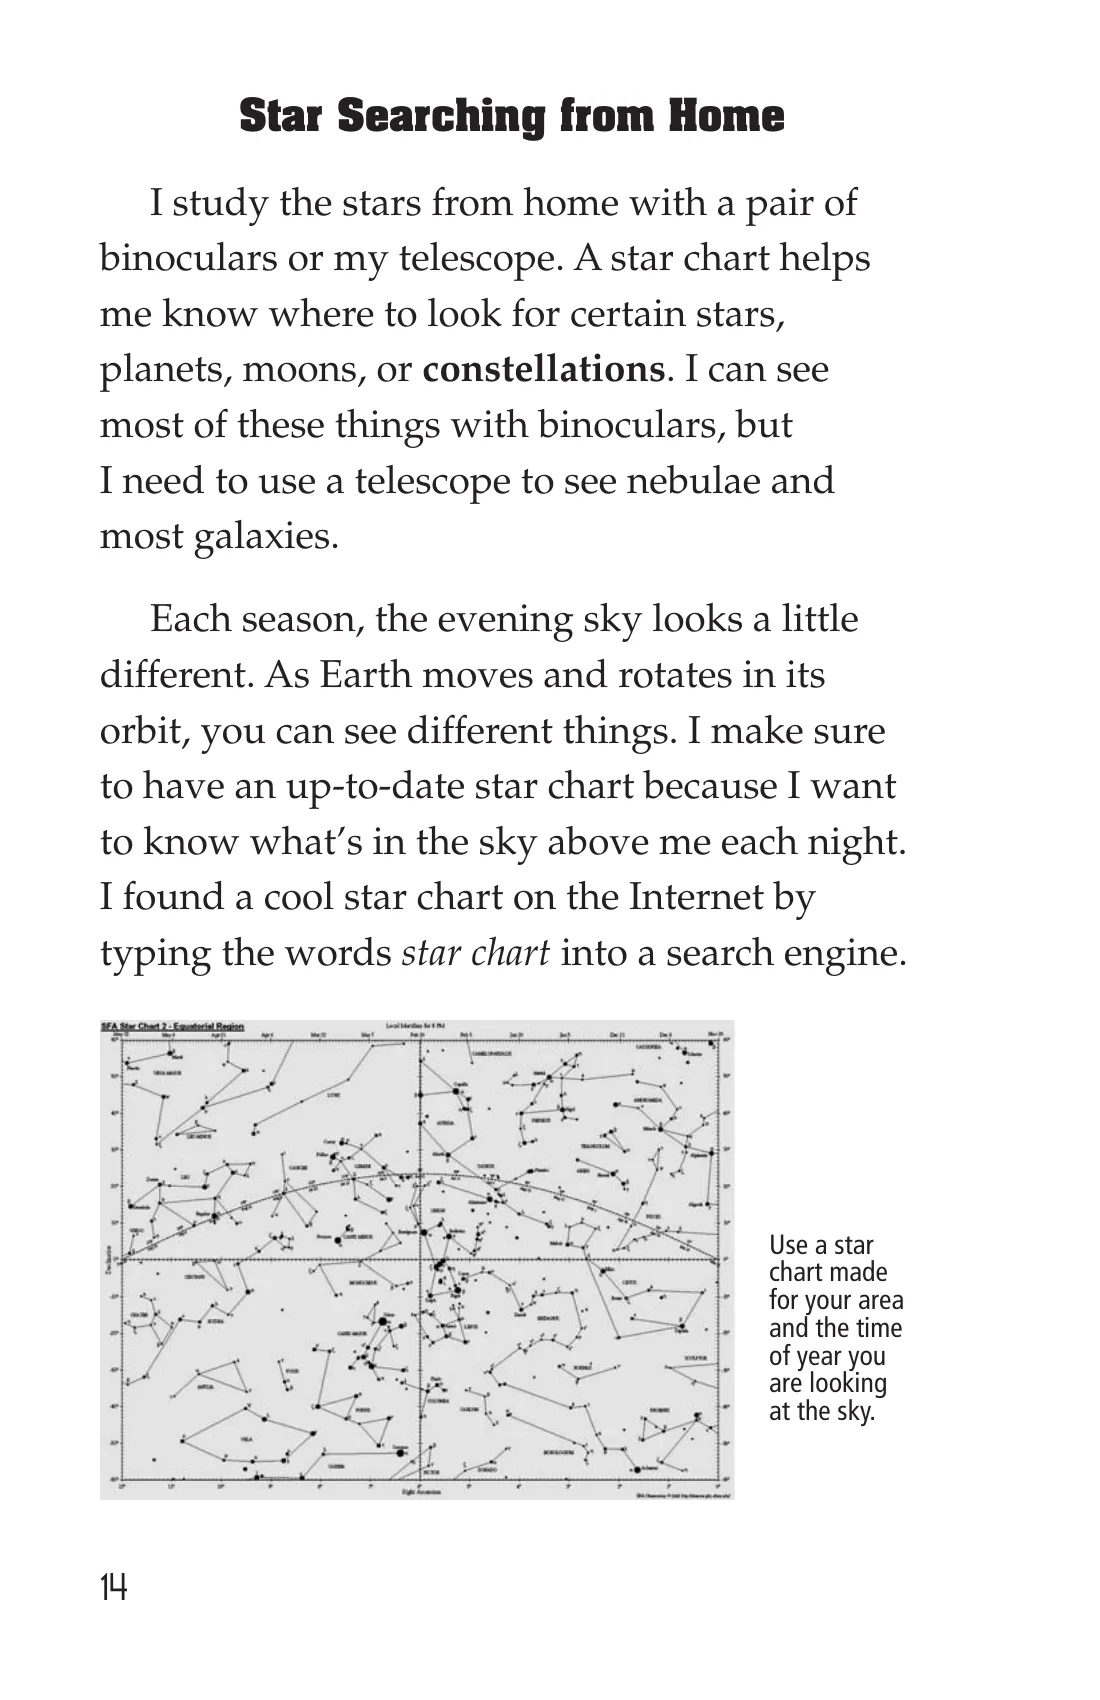 Star Searching from Home
I study the stars from home with a pair of
binoculars or my telescope. A star chart helps
me know where to look for certain stars,
planets, moons, or constellations. I can see
most of these things with binoculars, but
I need to use a telescope to see nebulae and
most galaxies.
Each season, the evening sky looks a little
different. As Earth moves and rotates in its
orbit, you can see different things. I make sure
to have an up-to-date star chart because I want
to know what's in the sky above me each night.
I found a cool star chart on the Internet by
typing the words star chart into a search engine.
SFA Star Chart 2 - Equatorial Region
Local Meridian for 8 PM
URSA MAJOR
LYNX
CAMELOPARDALIS
CASSIOPEIA
LEO MINOR
AURIGA
PERSEUS
ANDROMEDA
TRIANGULUM
LEO
CANCER
GEMINI
TAURUS
ARIES
PISCES
VIRGO
CANIS MINOR
ORION
Declination
SEXTANS
MONOCEROS
CETUS
CRATER
HYDRA
CANIS MAJOR
LEPUS
ERIDANUS
ANTLIA
PYXIS
PUPPIS
COLUMBA
CAELUM
FORNAX
SCULPTOR
PHOENIX
VELA
CARINA
PICTOR
DORADO
HOROLOGIUM
Right Ascension
Use a star
chart made
for your area
and the time
of year you
are looking
at the sky.
14